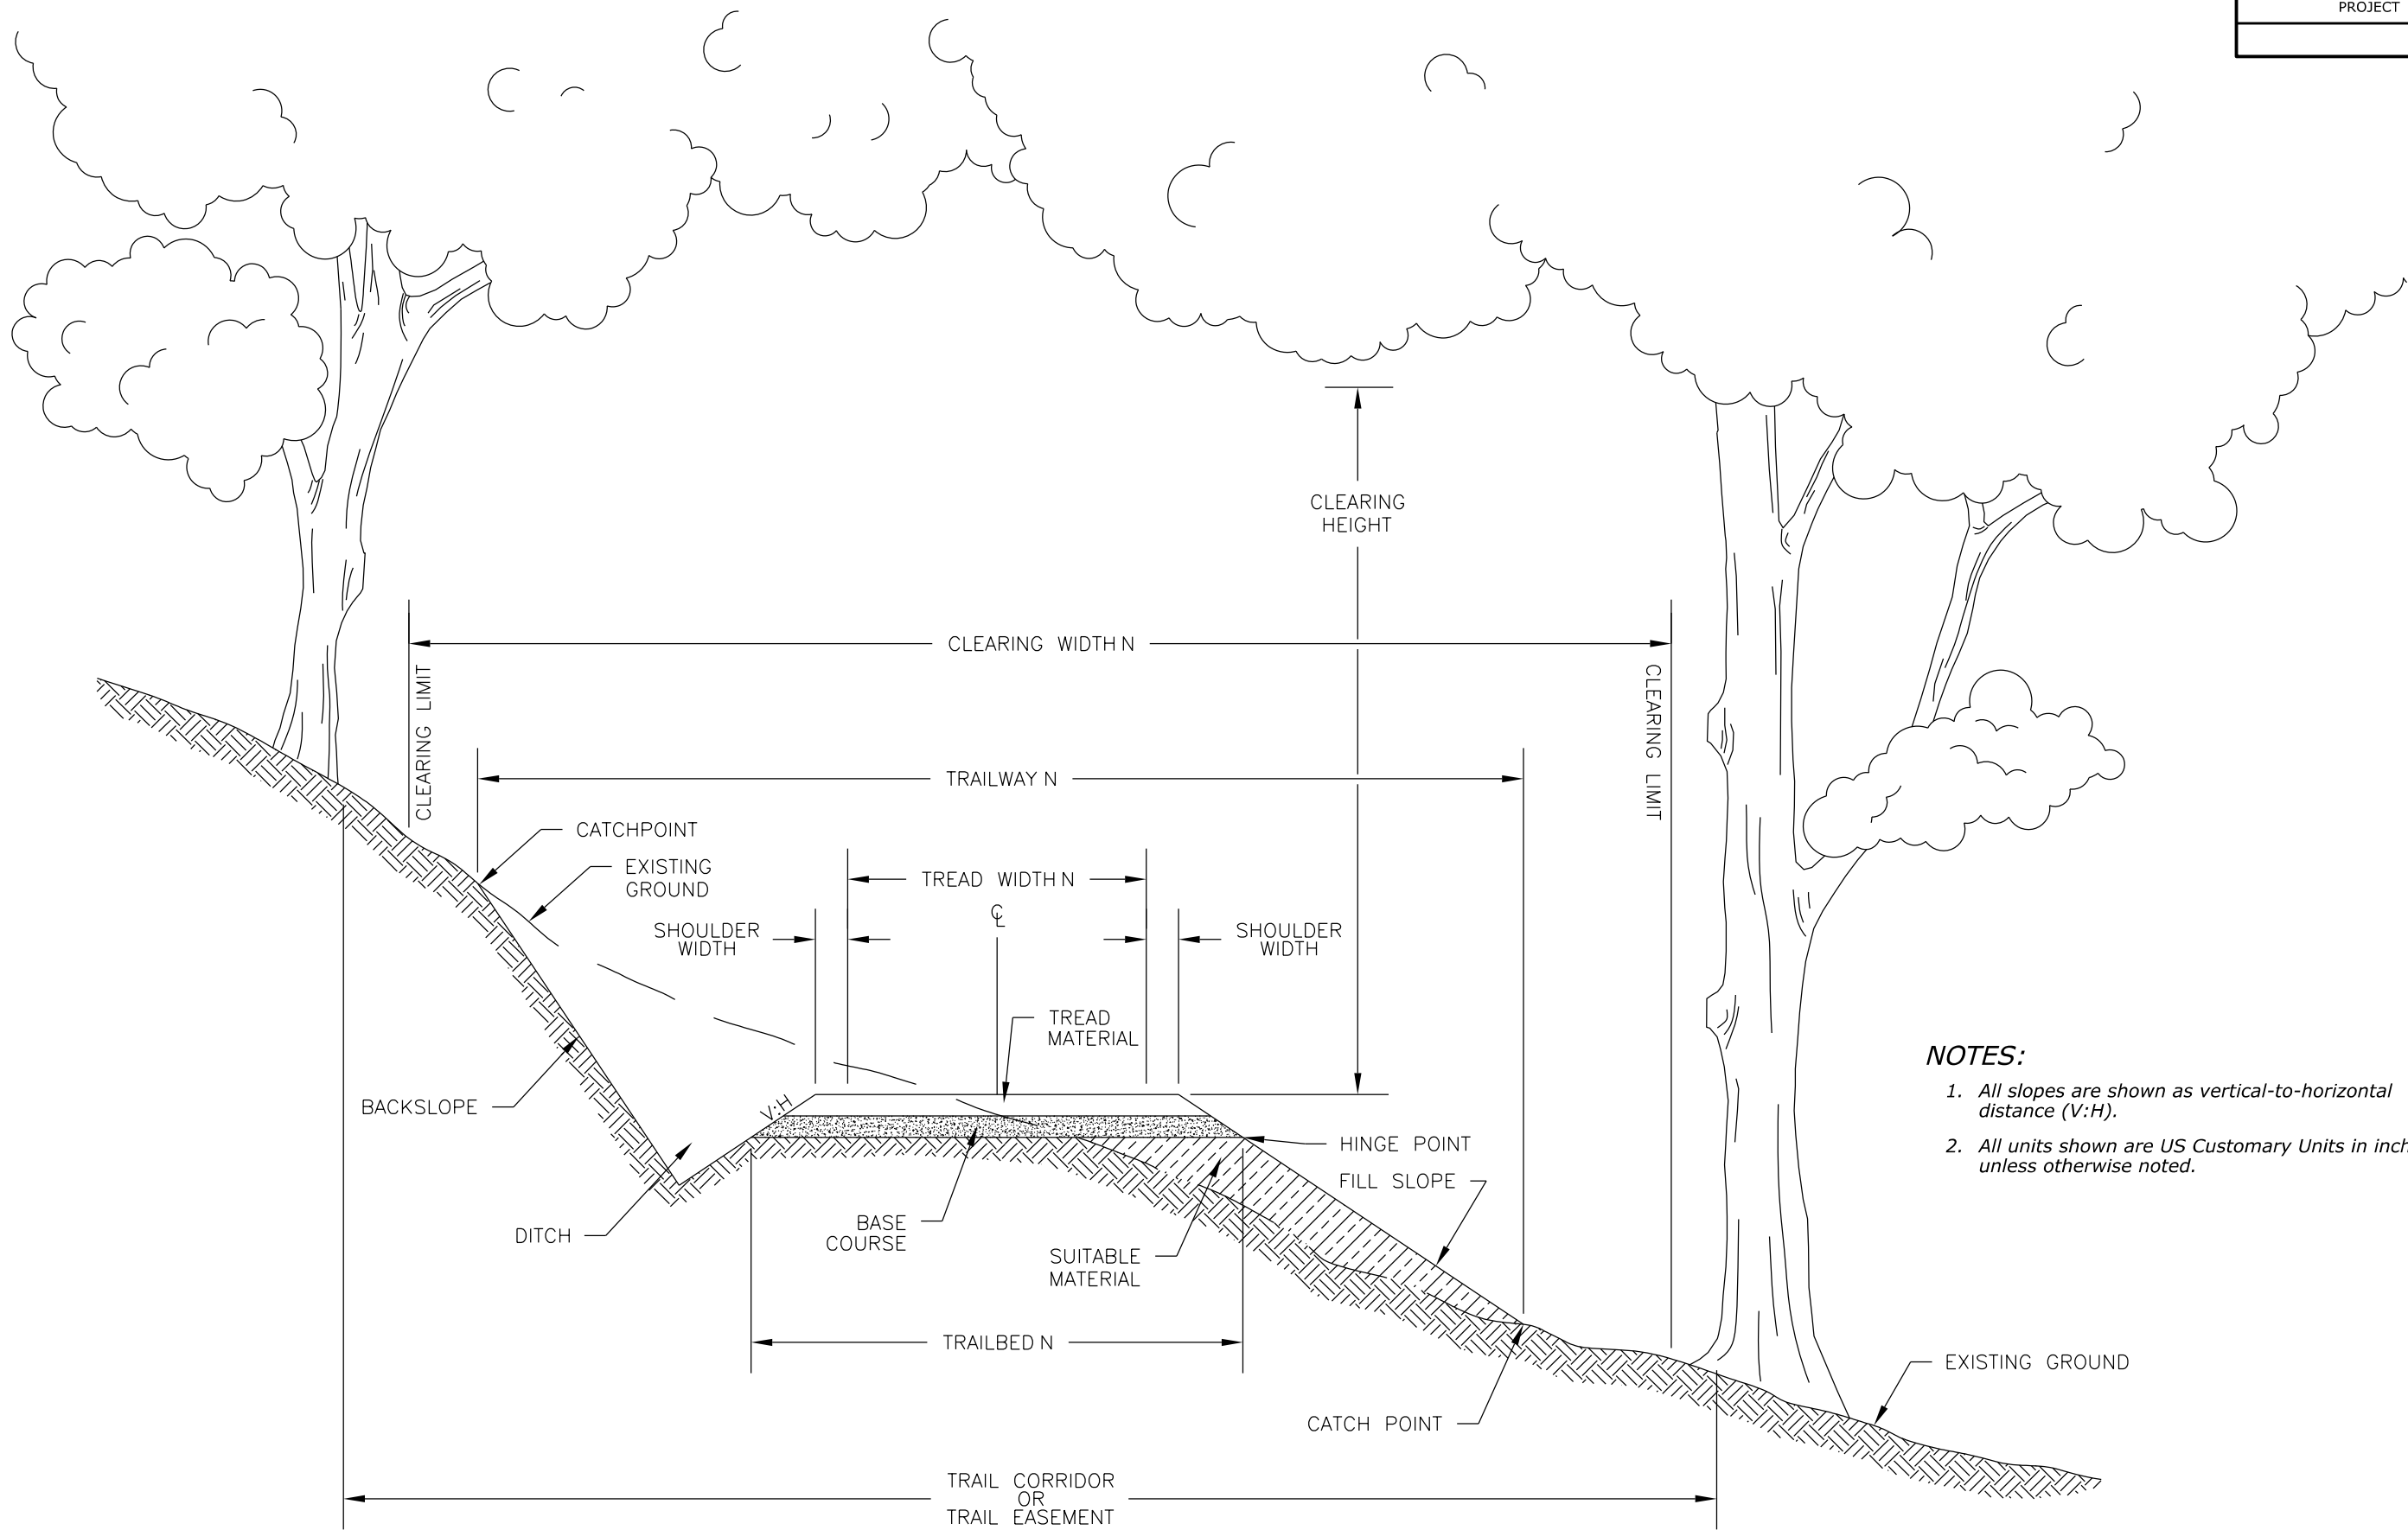 PROJECT
CLEARING
HEIGHT
CLEARING WIDTH N
CLEARING LIMIT
CLEARING LIMIT
TRAILWAY N
CATCHPOINT
EXISTING
GROUND
TREAD WIDTH N
℄
SHOULDER
WIDTH
SHOULDER
WIDTH
TREAD
MATERIAL
NOTES:
1. All slopes are shown as vertical-to-horizontal
distance (V:H).
2. All units shown are US Customary Units in
unless otherwise noted.
BACKSLOPE
V:H
HINGE POINT
FILL SLOPE
DITCH
BASE
COURSE
SUITABLE
MATERIAL
TRAILBED N
EXISTING GROUND
CATCH POINT
TRAIL CORRIDOR
OR
TRAIL EASEMENT